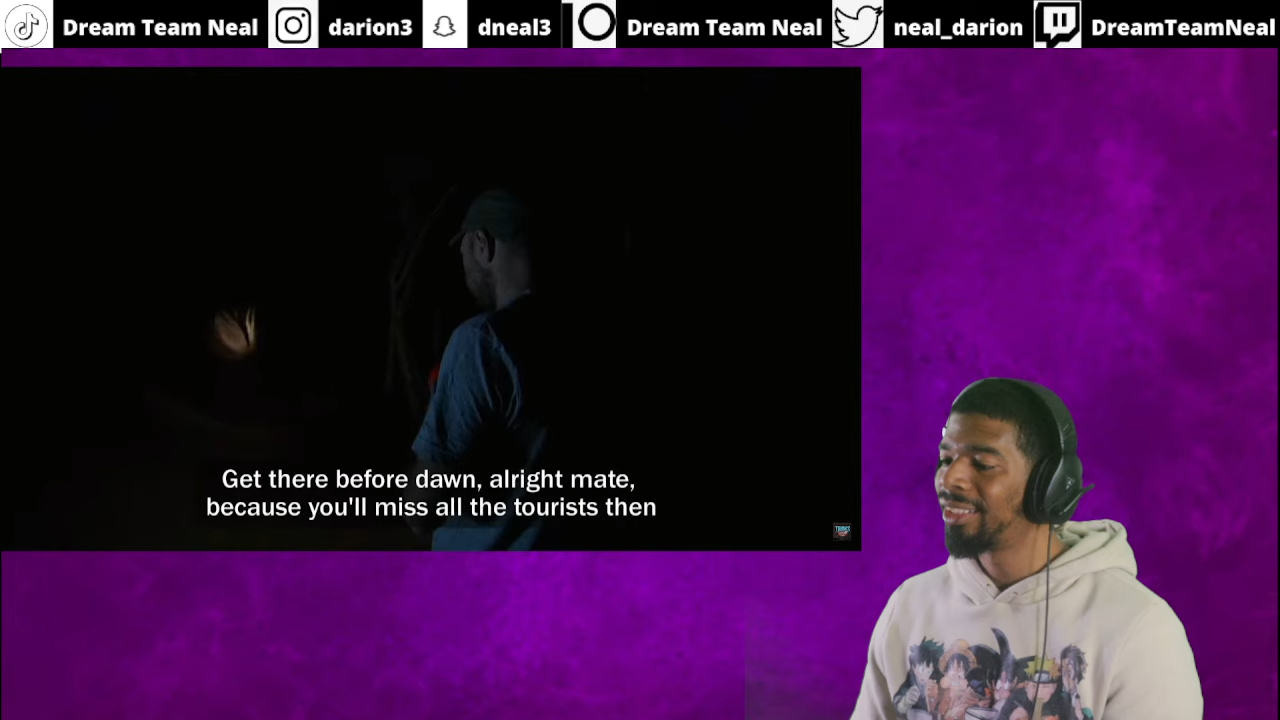 Dream Team Neal darion3 dneal3 Dream Team Neal neal_darion DreamTeamNeal
Get there before dawn, alright mate,
because you'll miss all the tourists then